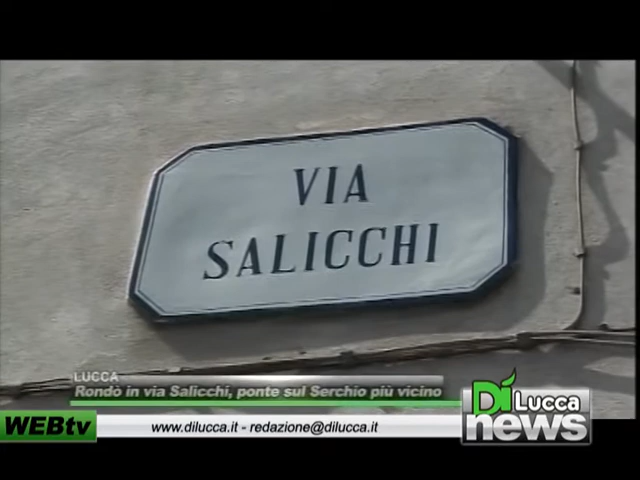 VIA
SALICCHI
LUCCA
Rondò in via Salicchi, ponte sul Serchio più vicino
Dì Lucca
news
WEBtv
www.dilucca.it - redazione@dilucca.it